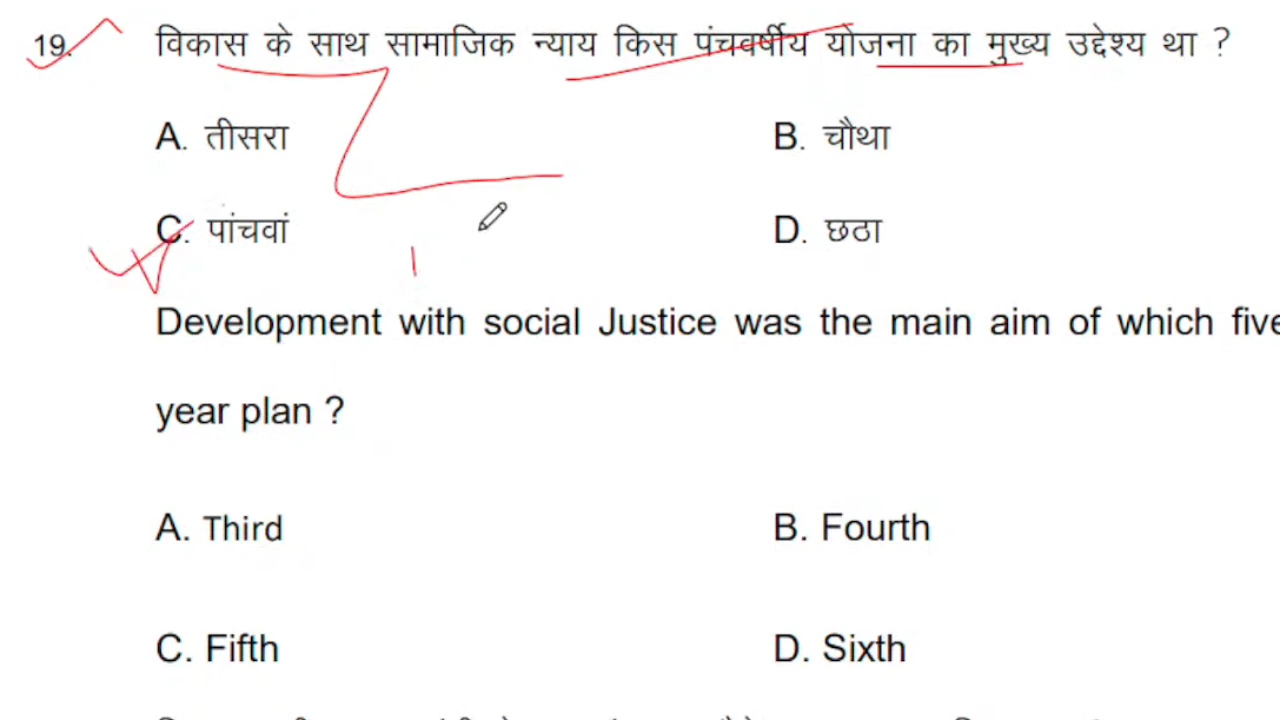 19. विकास के साथ सामाजिक न्याय किस पंचवर्षीय योजना का मुख्य उद्देश्य था ?
A. तीसरा B. चौथा
C. पांचवां D. छठा
Development with social Justice was the main aim of which five
year plan ?
A. Third B. Fourth
C. Fifth D. Sixth